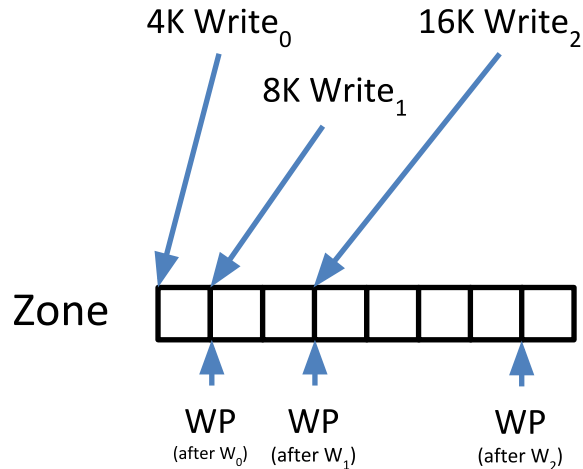 4K Write₀
16K Write₂
8K Write₁
Zone
WP
(after W₀)
WP
(after W₁)
WP
(after W₂)